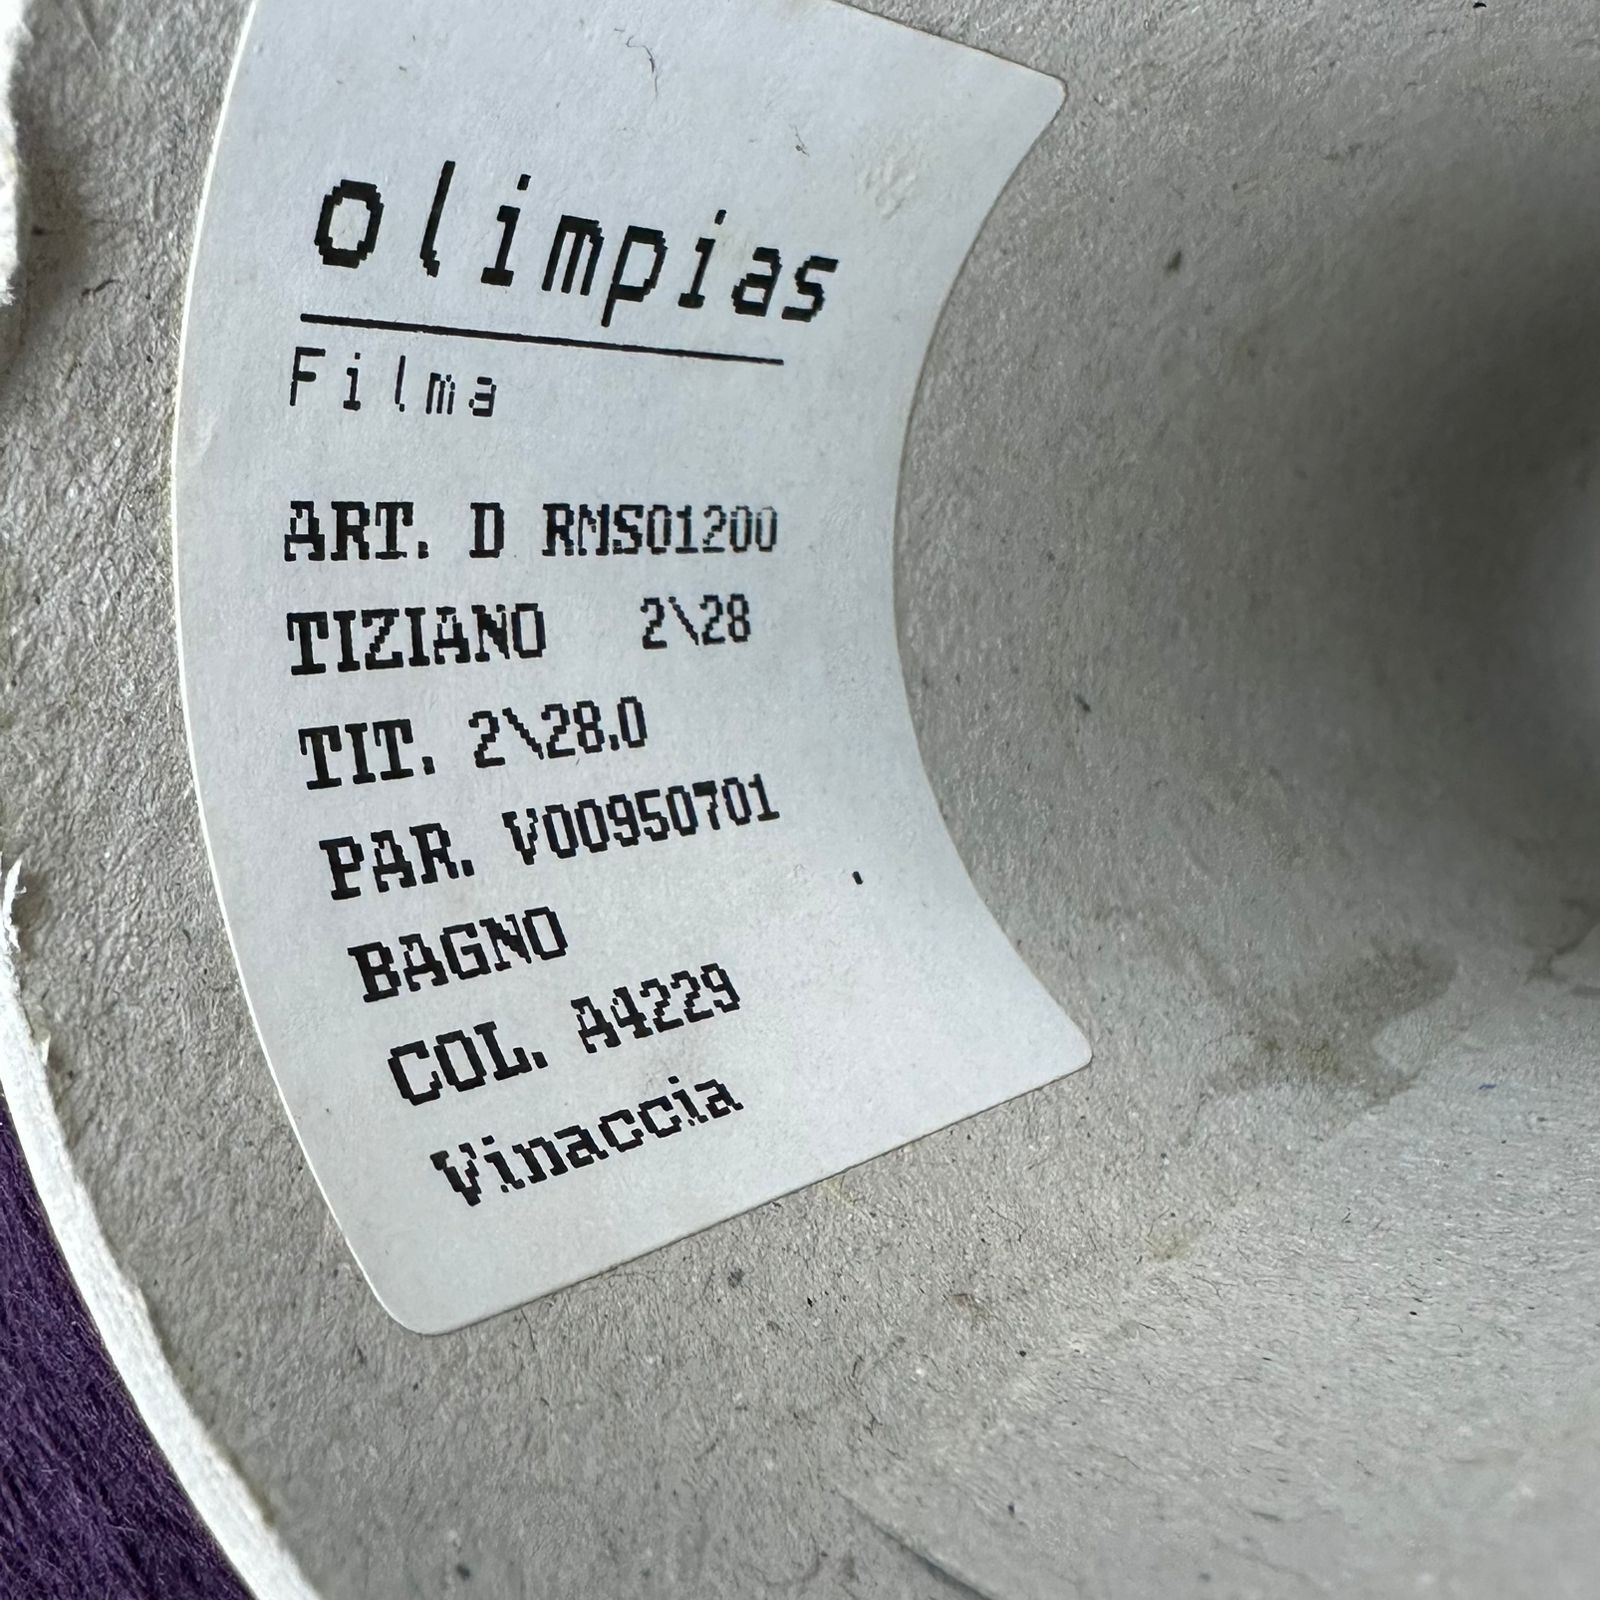 olimpias
Filma
ART. D RMS01200
TIZIANO 2\28
TIT. 2\28.0
PAR. V00950701
BAGNO
COL. A4229
Vinaccia